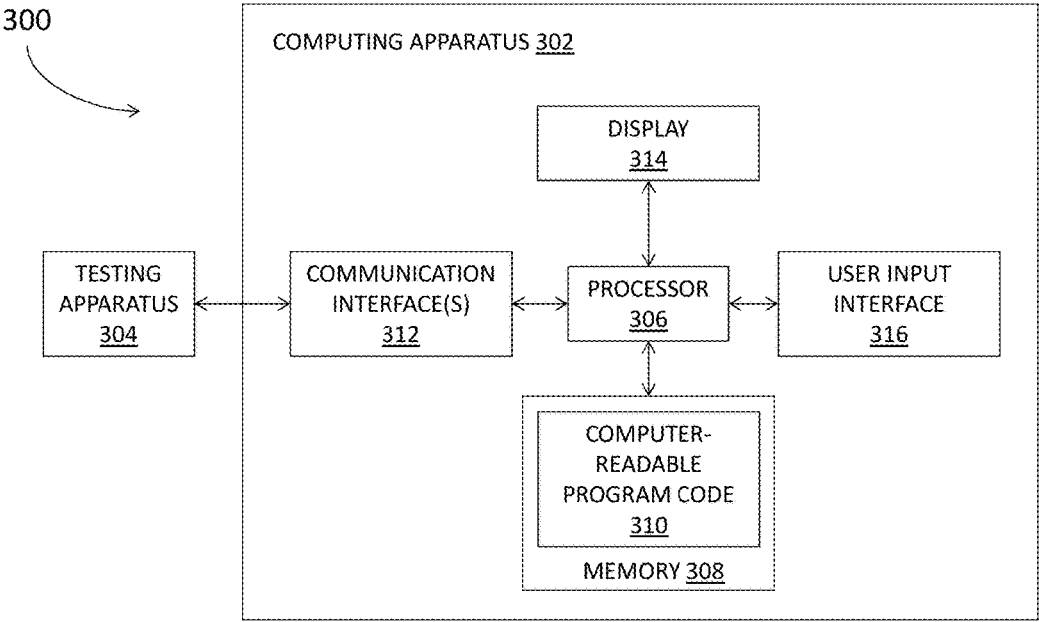 300
COMPUTING APPARATUS 302
DISPLAY
314
TESTING
APPARATUS
304
COMMUNICATION
INTERFACE(S)
312
PROCESSOR
306
USER INPUT
INTERFACE
316
COMPUTER-
READABLE
PROGRAM CODE
310
MEMORY 308